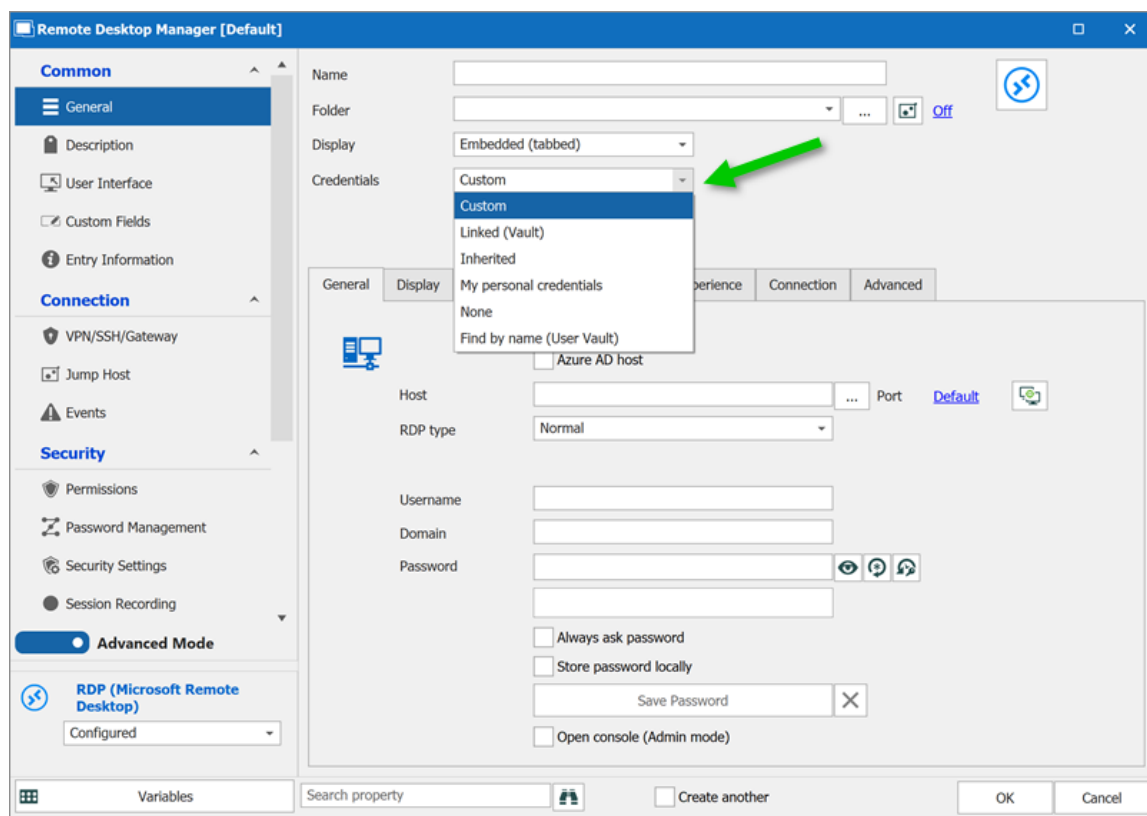 Remote Desktop Manager [Default]
Common
General
Description
User Interface
Custom Fields
Entry Information
Connection
VPN/SSH/Gateway
Jump Host
Events
Security
Permissions
Password Management
Security Settings
Session Recording
Advanced Mode
RDP (Microsoft Remote
Desktop)
Configured
Variables
Name
Folder
...
Off
Display
Embedded (tabbed)
Credentials
Custom
Custom
Linked (Vault)
Inherited
My personal credentials
None
Find by name (User Vault)
General
Display
perience
Connection
Advanced
Azure AD host
Host
...
Port
Default
RDP type
Normal
Username
Domain
Password
Always ask password
Store password locally
Save Password
Open console (Admin mode)
Search property
Create another
OK
Cancel